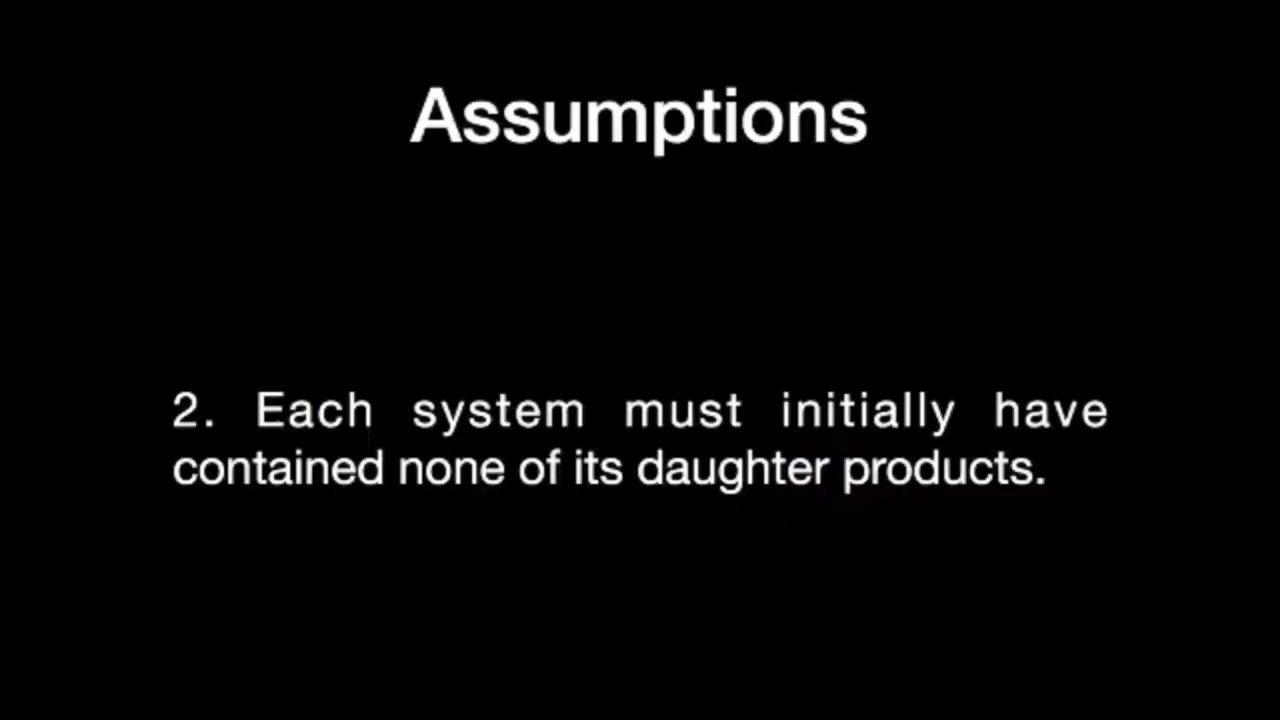 Assumptions
2. Each system must initially have
contained none of its daughter products.